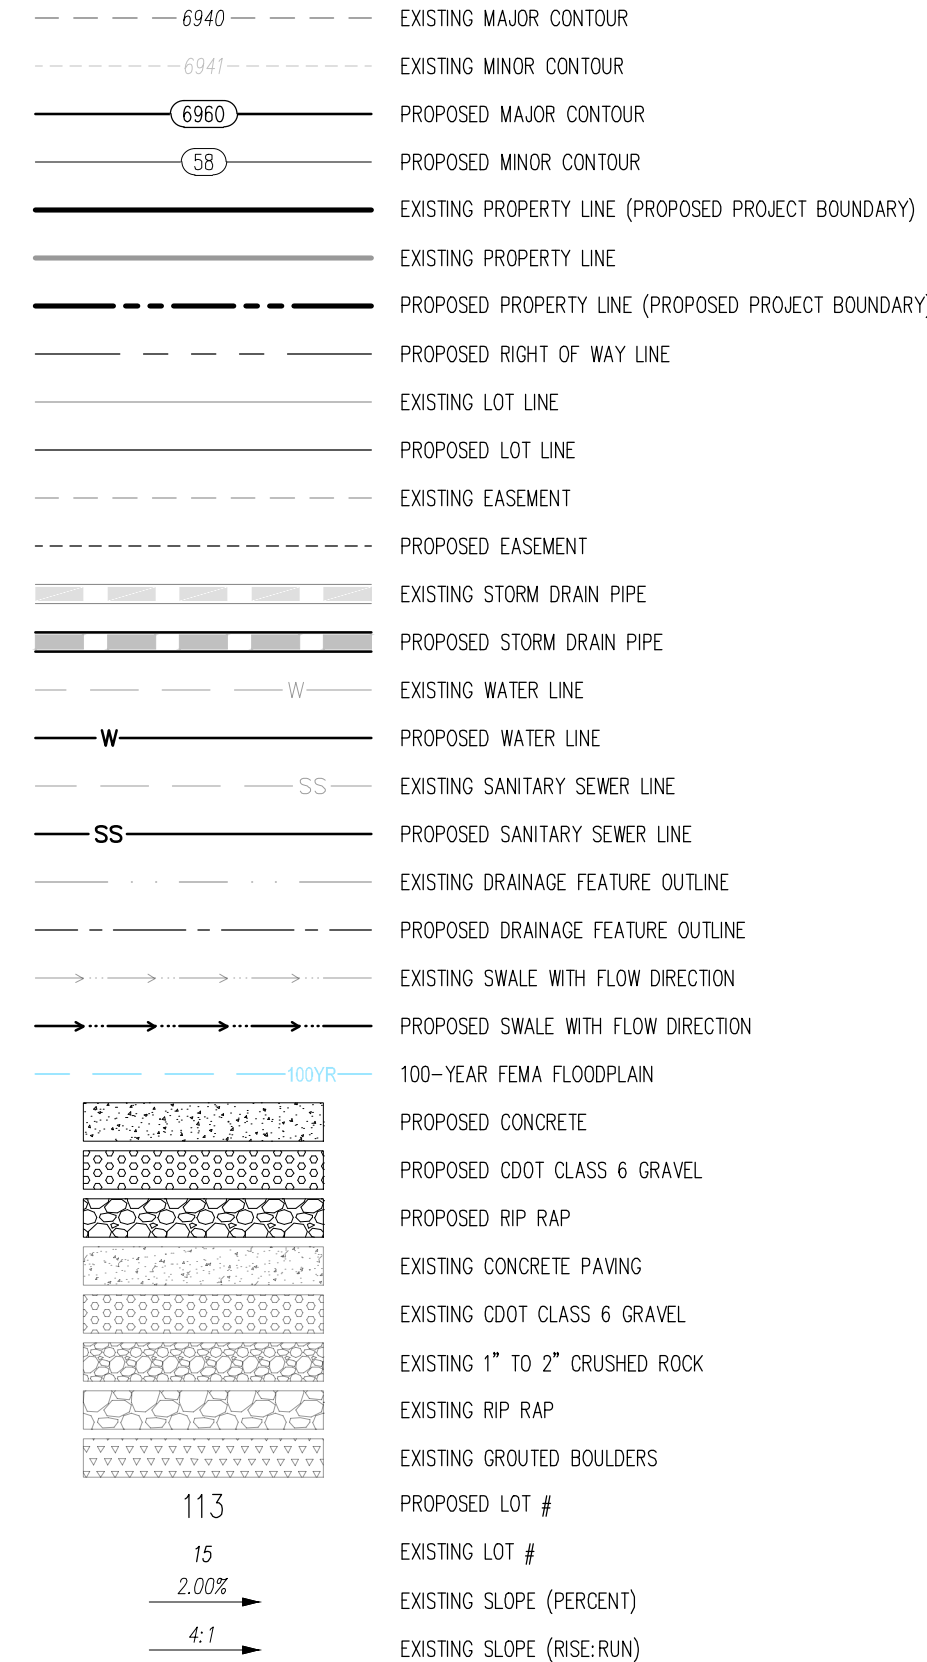 6940 EXISTING MAJOR CONTOUR
6941 EXISTING MINOR CONTOUR
6960 PROPOSED MAJOR CONTOUR
58 PROPOSED MINOR CONTOUR
EXISTING PROPERTY LINE (PROPOSED PROJECT BOUNDARY)
EXISTING PROPERTY LINE
PROPOSED PROPERTY LINE (PROPOSED PROJECT BOUNDARY)
PROPOSED RIGHT OF WAY LINE
EXISTING LOT LINE
PROPOSED LOT LINE
EXISTING EASEMENT
PROPOSED EASEMENT
EXISTING STORM DRAIN PIPE
PROPOSED STORM DRAIN PIPE
W EXISTING WATER LINE
W PROPOSED WATER LINE
SS EXISTING SANITARY SEWER LINE
SS PROPOSED SANITARY SEWER LINE
EXISTING DRAINAGE FEATURE OUTLINE
PROPOSED DRAINAGE FEATURE OUTLINE
EXISTING SWALE WITH FLOW DIRECTION
PROPOSED SWALE WITH FLOW DIRECTION
100YR 100-YEAR FEMA FLOODPLAIN
PROPOSED CONCRETE
PROPOSED CDOT CLASS 6 GRAVEL
PROPOSED RIP RAP
EXISTING CONCRETE PAVING
EXISTING CDOT CLASS 6 GRAVEL
EXISTING 1” TO 2” CRUSHED ROCK
EXISTING RIP RAP
EXISTING GROUTED BOULDERS
113 PROPOSED LOT #
15 EXISTING LOT #
2.00% EXISTING SLOPE (PERCENT)
4:1 EXISTING SLOPE (RISE:RUN)